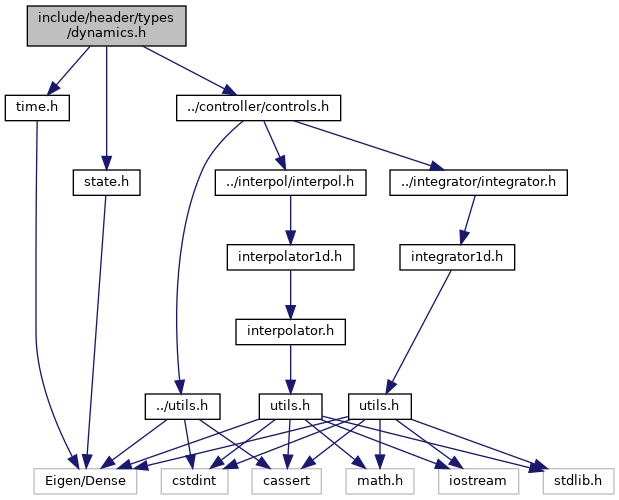 include/header/types
/dynamics.h
time.h
../controller/controls.h
state.h
../interpol/interpol.h
../integrator/integrator.h
interpolator1d.h
integrator1d.h
interpolator.h
../utils.h
utils.h
utils.h
Eigen/Dense
cstdint
cassert
math.h
iostream
stdlib.h